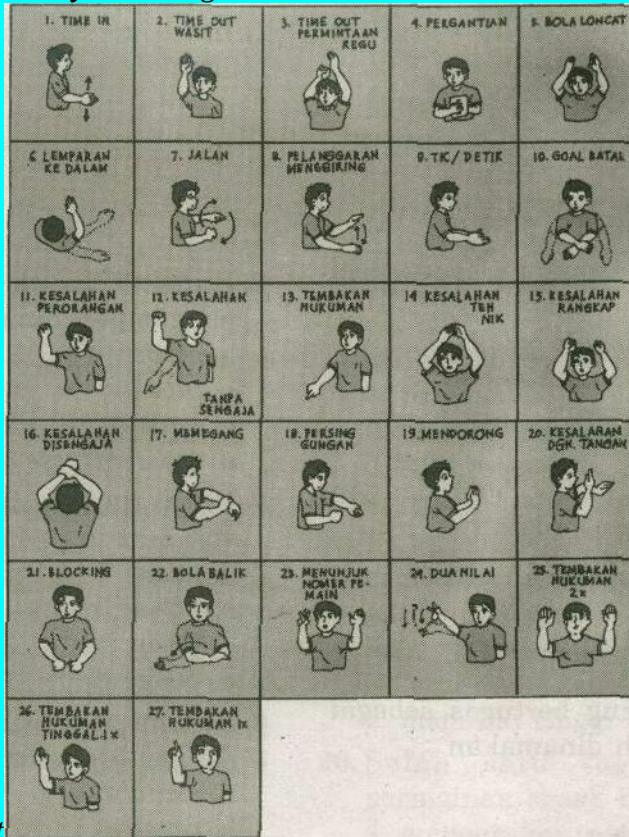 1. TIME IN
2. TIME OUT
WASIT
3. TIME OUT
PERMINTAAN
REGU
4. PERGANTIAN
5. BOLA LONCAT
6 LEMPARAN
KE DALAM
7. JALAN
8. PELANGGARAN
MENGGIRING
9. TK/DETIK
10. GOAL BATAL
11. KESALAHAN
PERORANGAN
12. KESALAHAN
TANPA
SENGAJA
13. TEMBAKAN
HUKUMAN
14 KESALAHAN
TEH
NIK
15. KESALAHAN
RANGKAP
16. KESALAHAN
DISENGAJA
17. MEMEGANG
18. PERSING
GUNGAN
19. MENDORONG
20. KESALAHAN
DGN. TANGAN
21. BLOCKING
22. BOLA BALIK
23. MENUNJUK
NOMER PE-
MAIN
24. DUA NILAI
25. TEMBAKAN
HUKUMAN
2x
26. TEMBAKAN
HUKUMAN
TINGGAL.1x
27. TEMBAKAN
HUKUMAN 1x